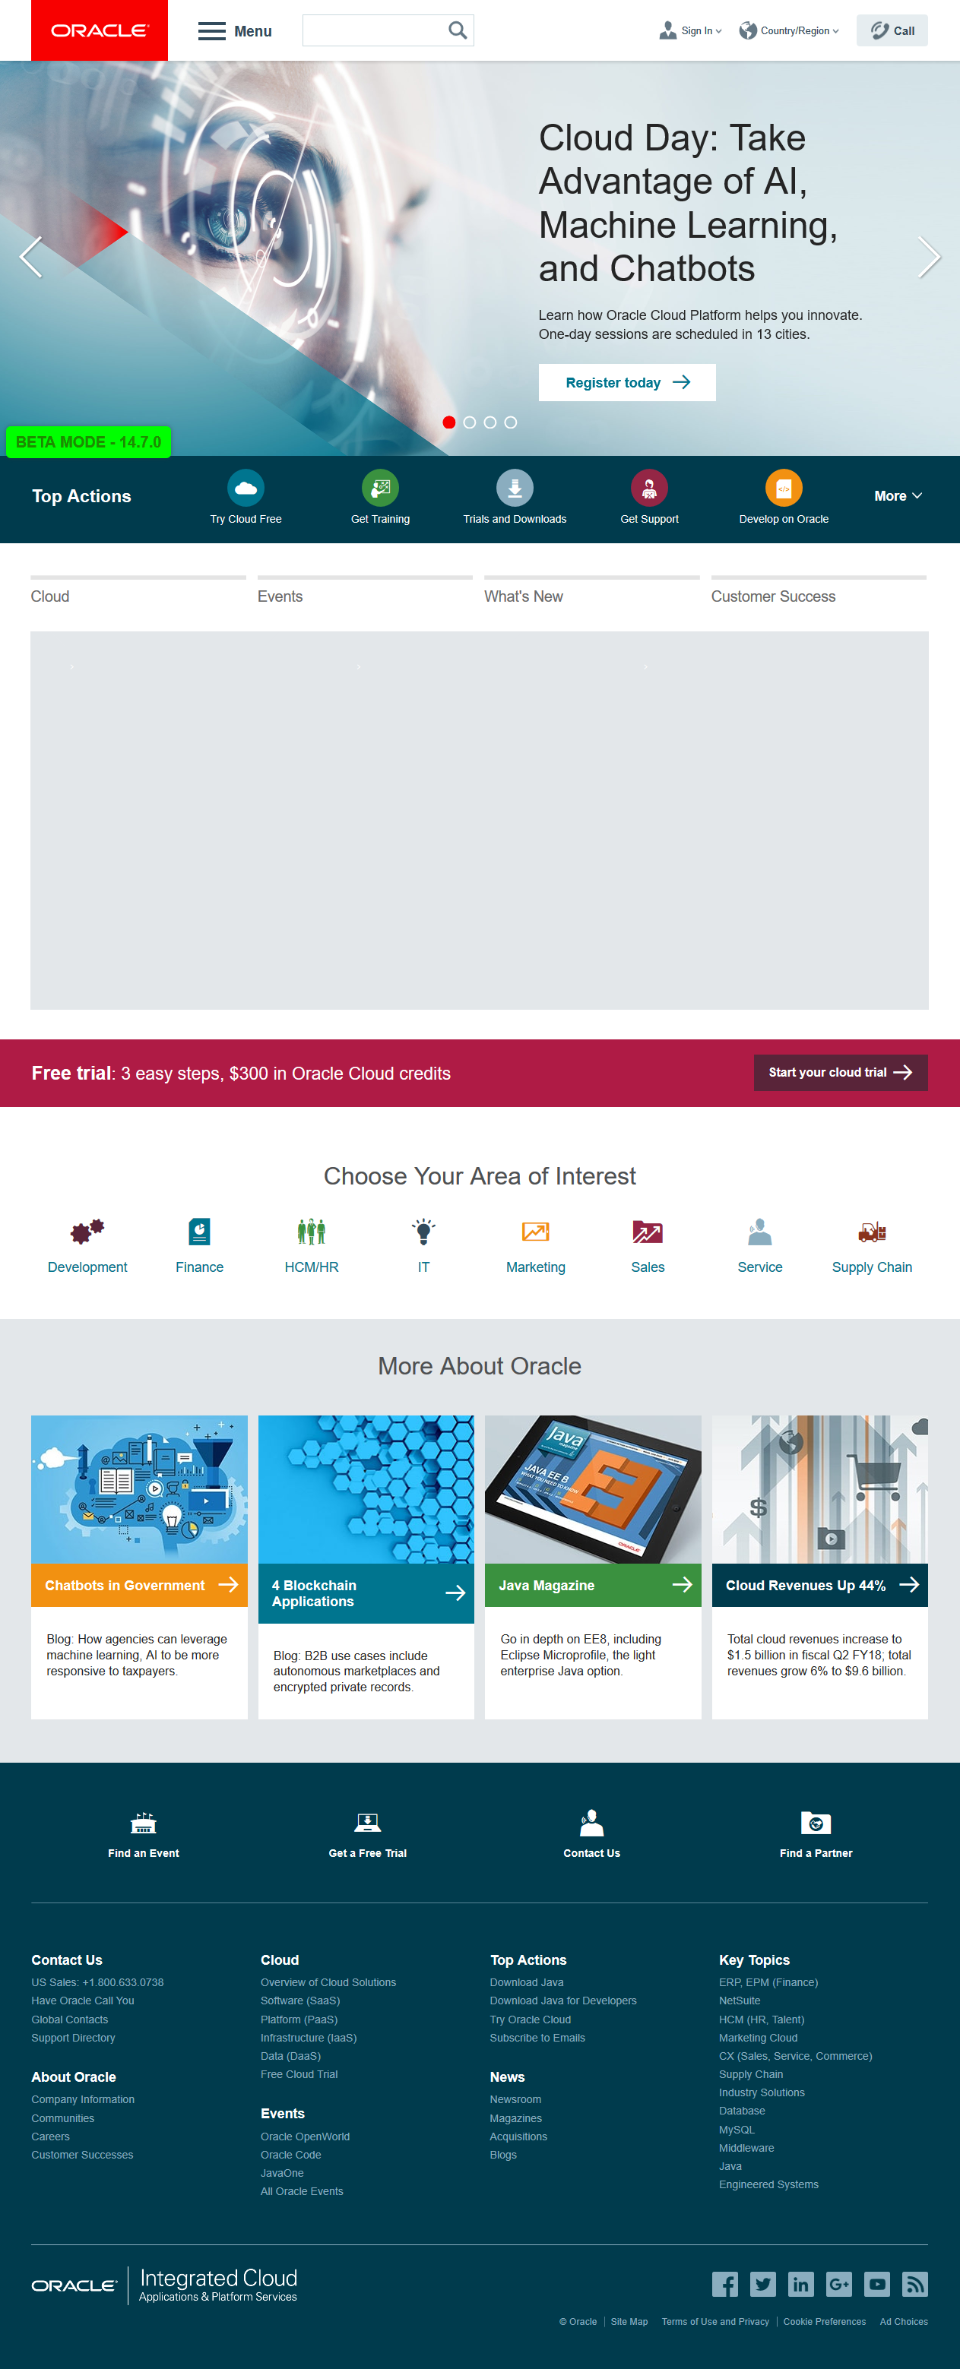 ORACLE
Menu
Sign In
Country/Region
Call
Cloud Day: Take
Advantage of AI,
Machine Learning,
and Chatbots
Learn how Oracle Cloud Platform helps you innovate.
One-day sessions are scheduled in 13 cities.
Register today
BETA MODE - 14.7.0
Top Actions
Try Cloud Free
Get Training
Trials and Downloads
Get Support
Develop on Oracle
More
Cloud
Events
What's New
Customer Success
Free trial: 3 easy steps, $300 in Oracle Cloud credits
Start your cloud trial
Choose Your Area of Interest
Development
Finance
HCM/HR
IT
Marketing
Sales
Service
Supply Chain
More About Oracle
Java
JAVA EE 8
WHAT YOU NEED TO KNOW
ORACLE
Chatbots in Government
Blog: How agencies can leverage
machine learning, AI to be more
responsive to taxpayers.
4 Blockchain
Applications
Blog: B2B use cases include
autonomous marketplaces and
encrypted private records.
Java Magazine
Go in depth on EE8, including
Eclipse Microprofile, the light
enterprise Java option.
Cloud Revenues Up 44%
Total cloud revenues increase to
$1.5 billion in fiscal Q2 FY18; total
revenues grow 6% to $9.6 billion.
Find an Event
Get a Free Trial
Contact Us
Find a Partner
Contact Us
US Sales: +1.800.633.0738
Have Oracle Call You
Global Contacts
Support Directory
About Oracle
Company Information
Communities
Careers
Customer Successes
Cloud
Overview of Cloud Solutions
Software (SaaS)
Platform (PaaS)
Infrastructure (IaaS)
Data (DaaS)
Free Cloud Trial
Events
Oracle OpenWorld
Oracle Code
JavaOne
All Oracle Events
Top Actions
Download Java
Download Java for Developers
Try Oracle Cloud
Subscribe to Emails
News
Newsroom
Magazines
Acquisitions
Blogs
Key Topics
ERP, EPM (Finance)
NetSuite
HCM (HR, Talent)
Marketing Cloud
CX (Sales, Service, Commerce)
Supply Chain
Industry Solutions
Database
MySQL
Middleware
Java
Engineered Systems
ORACLE
Integrated Cloud
Applications & Platform Services
© Oracle | Site Map Terms of Use and Privacy | Cookie Preferences Ad Choices